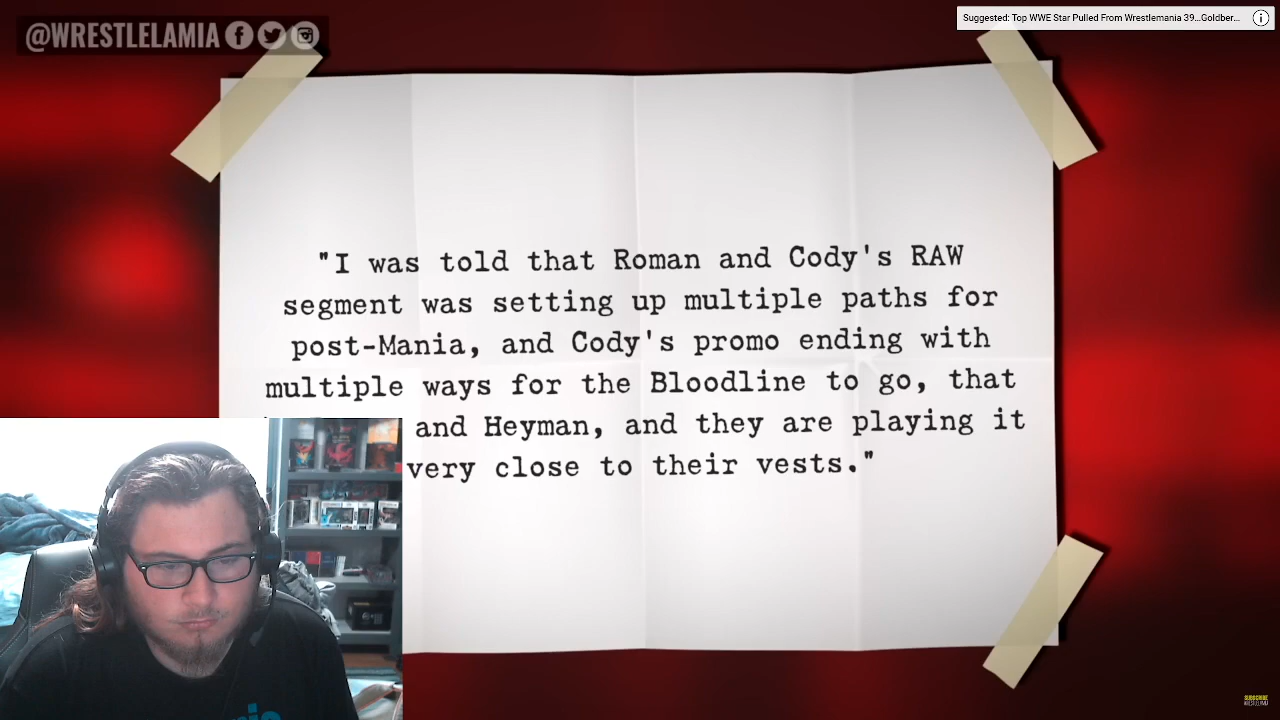 @WRESTLELAMIA
Suggested: Top WWE Star Pulled From Wrestlemania 39...Goldber...
"I was told that Roman and Cody's RAW
segment was setting up multiple paths for
post-Mania, and Cody's promo ending with
multiple ways for the Bloodline to go, that
and Heyman, and they are playing it
very close to their vests."
SUBSCRIBE